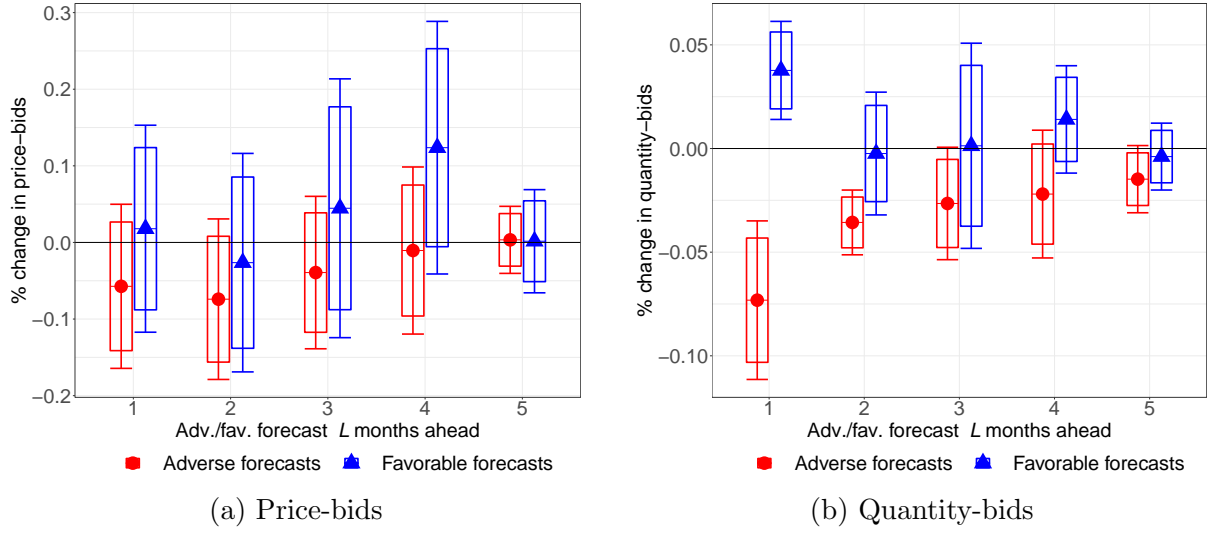 % change in price−bids
0.3
0.2
0.1
0.0
−0.1
−0.2
1 2 3 4 5
Adv./fav. forecast L months ahead
Adverse forecasts Favorable forecasts
(a) Price-bids
% change in quantity−bids
0.05
0.00
−0.05
−0.10
1 2 3 4 5
Adv./fav. forecast L months ahead
Adverse forecasts Favorable forecasts
(b) Quantity-bids